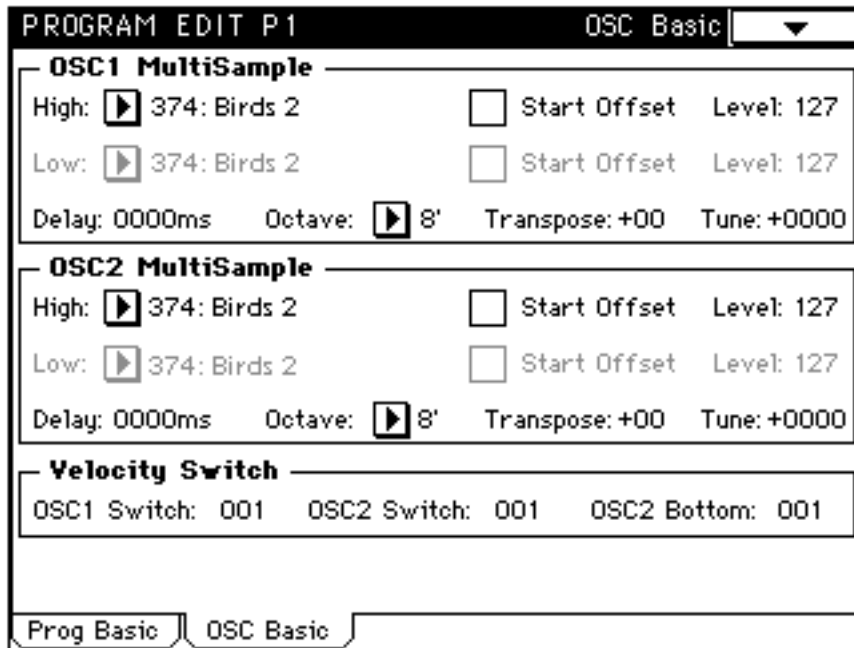 PROGRAM EDIT P1 OSC Basic
OSC1 MultiSample
High: 374: Birds 2 Start Offset Level: 127
Low: 374: Birds 2 Start Offset Level: 127
Delay: 0000ms Octave: 8' Transpose: +00 Tune: +0000
OSC2 MultiSample
High: 374: Birds 2 Start Offset Level: 127
Low: 374: Birds 2 Start Offset Level: 127
Delay: 0000ms Octave: 8' Transpose: +00 Tune: +0000
Velocity Switch
OSC1 Switch: 001 OSC2 Switch: 001 OSC2 Bottom: 001
Prog Basic OSC Basic